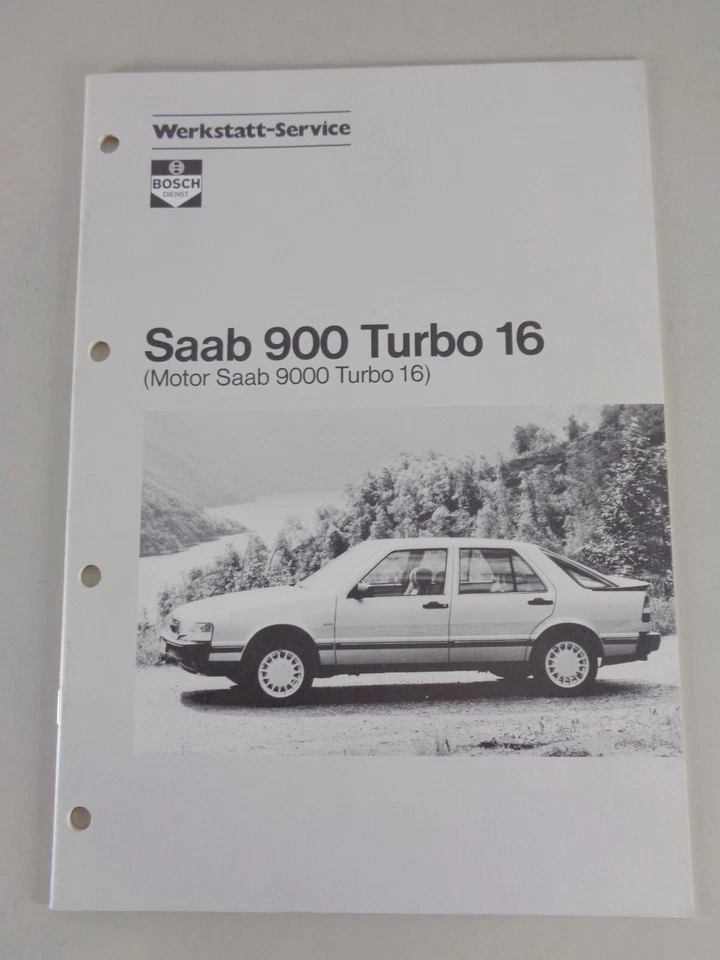 Werkstatt-Service
BOSCH
DIENST
Saab 900 Turbo 16
(Motor Saab 9000 Turbo 16)